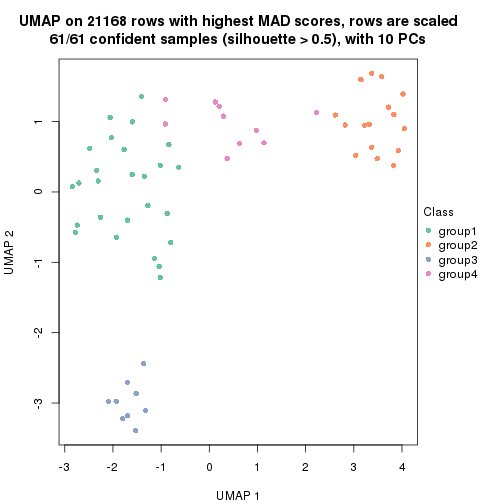 UMAP on 21168 rows with highest MAD scores, rows are scaled
61/61 confident samples (silhouette > 0.5), with 10 PCs
1
0
-1
-2
-3
UMAP 2
-3 -2 -1 0 1 2 3 4
UMAP 1
Class
group1
group2
group3
group4